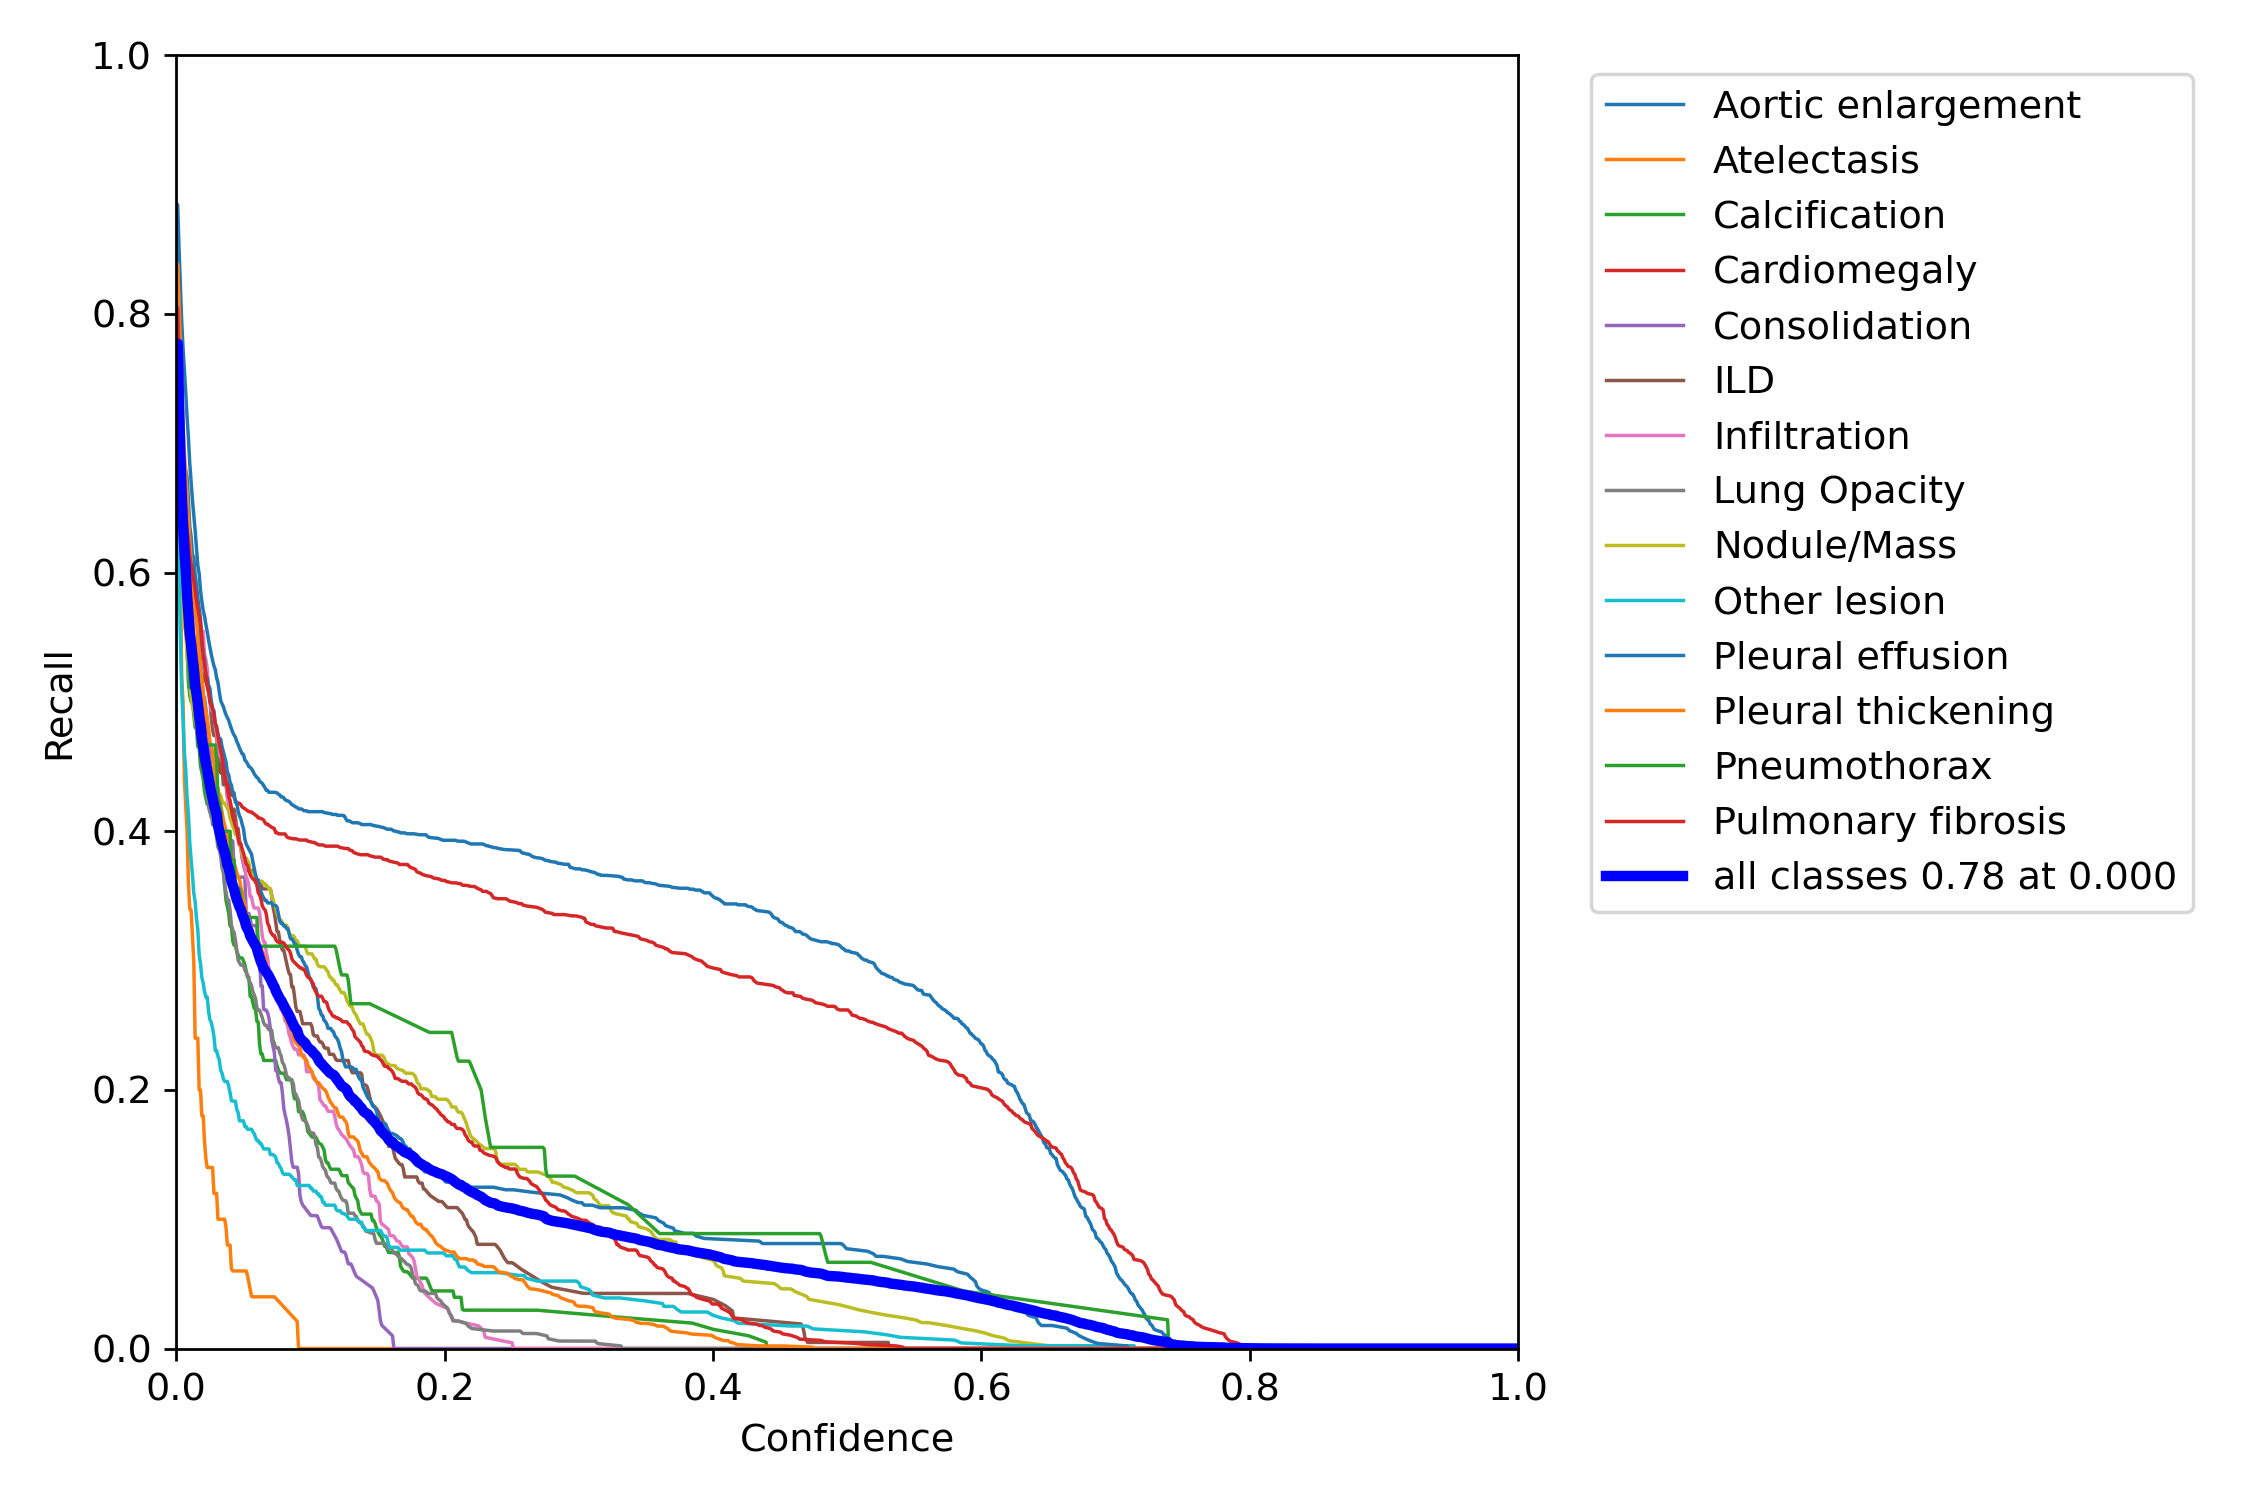 1.0
0.8
0.6
0.4
0.2
0.0
Recall
0.0 0.2 0.4 0.6 0.8 1.0
Confidence
Aortic enlargement
Atelectasis
Calcification
Cardiomegaly
Consolidation
ILD
Infiltration
Lung Opacity
Nodule/Mass
Other lesion
Pleural effusion
Pleural thickening
Pneumothorax
Pulmonary fibrosis
all classes 0.78 at 0.000